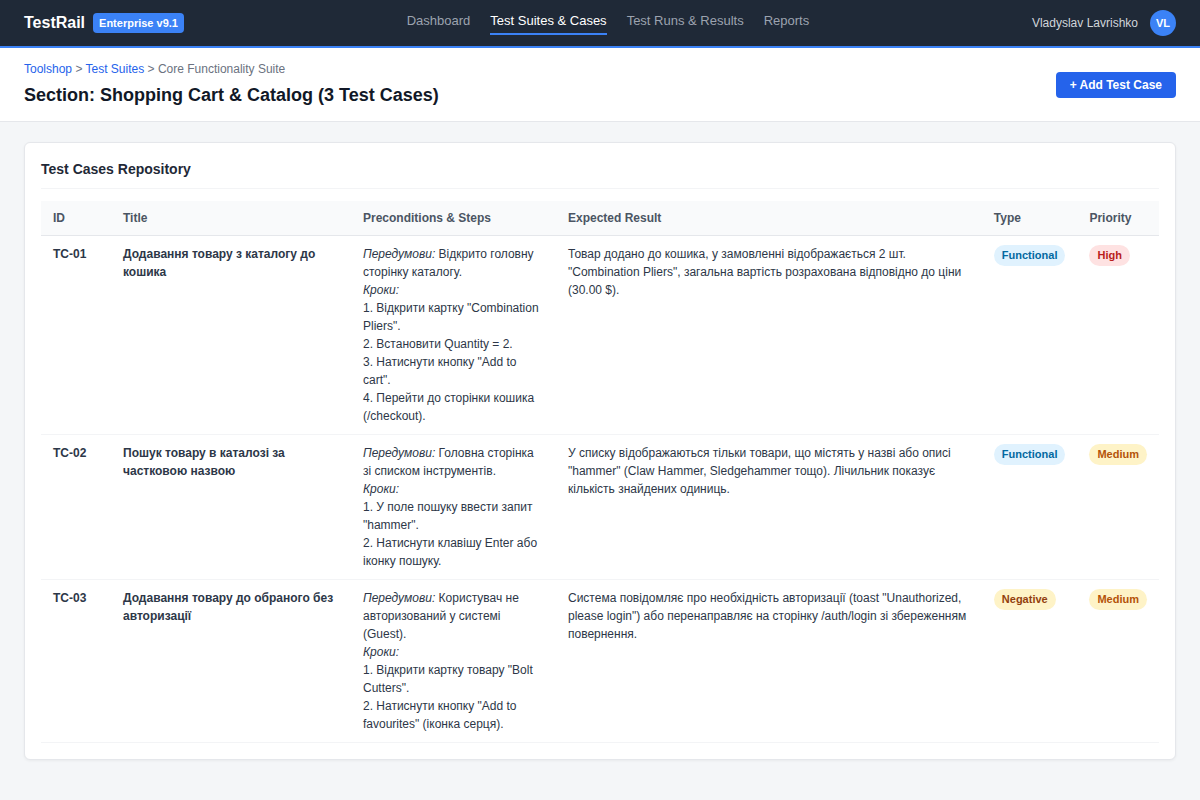 TestRail Enterprise v9.1 Dashboard Test Suites & Cases Test Runs & Results Reports Vladyslav Lavrishko VL
Toolshop > Test Suites > Core Functionality Suite
Section: Shopping Cart & Catalog (3 Test Cases)
+ Add Test Case
Test Cases Repository
ID Title Preconditions & Steps Expected Result Type Priority
TC-01
Додавання товару з каталогу до
кошика
Передумови: Відкрито головну
сторінку каталогу.
Кроки:
1. Відкрити картку "Combination
Pliers".
2. Встановити Quantity = 2.
3. Натиснути кнопку "Add to
cart".
4. Перейти до сторінки кошика
(/checkout).
Товар додано до кошика, у замовленні відображається 2 шт.
"Combination Pliers", загальна вартість розрахована відповідно до ціни
(30.00 $).
Functional
High
TC-02
Пошук товару в каталозі за
частковою назвою
Передумови: Головна сторінка
зі списком інструментів.
Кроки:
1. У поле пошуку ввести запит
"hammer".
2. Натиснути клавішу Enter або
іконку пошуку.
У списку відображаються тільки товари, що містять у назві або описі
"hammer" (Claw Hammer, Sledgehammer тощо). Лічильник показує
кількість знайдених одиниць.
Functional
Medium
TC-03
Додавання товару до обраного без
авторизації
Передумови: Користувач не
авторизований у системі
(Guest).
Кроки:
1. Відкрити картку товару "Bolt
Cutters".
2. Натиснути кнопку "Add to
favourites" (іконка серця).
Система повідомляє про необхідність авторизації (toast "Unauthorized,
please login") або перенаправляє на сторінку /auth/login зі збереженням
повернення.
Negative
Medium